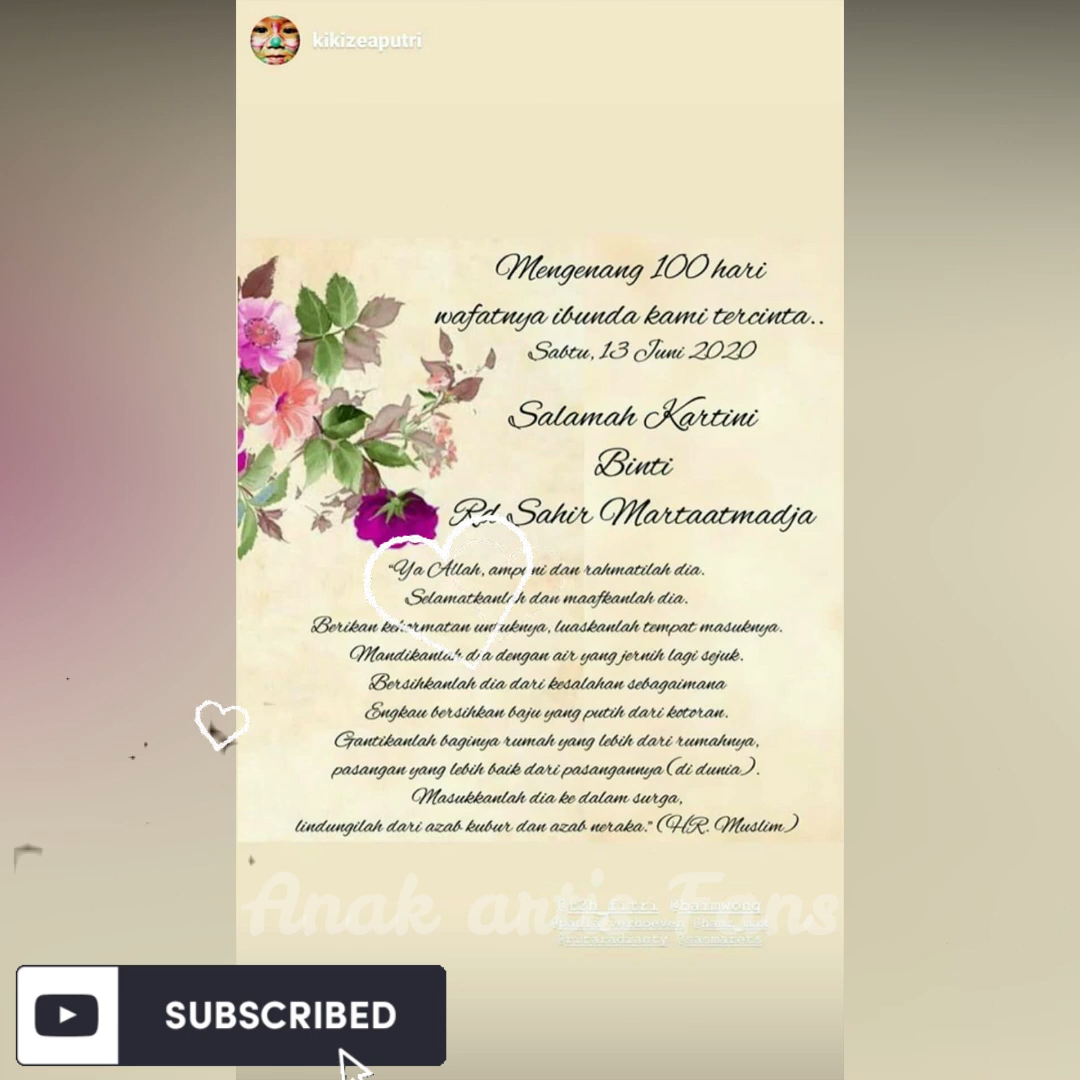 kikizeaputri
Mengenang 100 hari
wafatnya ibunda kami tercinta..
Sabtu, 13 Juni 2020
Salamah Kartini
Binti
Rd Sahir Martaatmadja
"Ya Allah, ampuni dan rahmatilah dia.
Selamatkanlah dan maafkanlah dia.
Berikan kehormatan untuknya, luaskanlah tempat masuknya.
Mandikanlah dia dengan air yang jernih lagi sejuk.
Bersihkanlah dia dari kesalahan sebagaimana
Engkau bersihkan baju yang putih dari kotoran.
Gantikanlah baginya rumah yang lebih dari rumahnya,
pasangan yang lebih baik dari pasangannya (di dunia).
Masukkanlah dia ke dalam surga,
lindungilah dari azab kubur dan azab neraka." (HR. Muslim)
Anak artis Fans
@baimwong
SUBSCRIBED